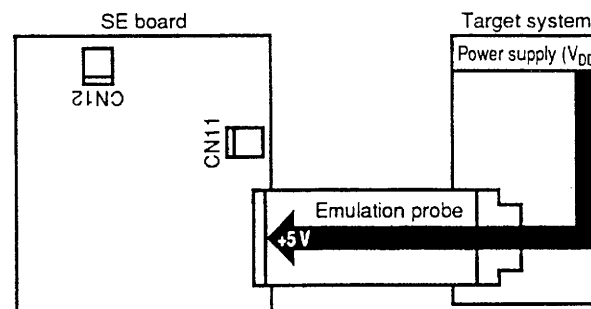 SE board
Target system
Power supply (VDD
CN12
CN11
Emulation probe
+5 V